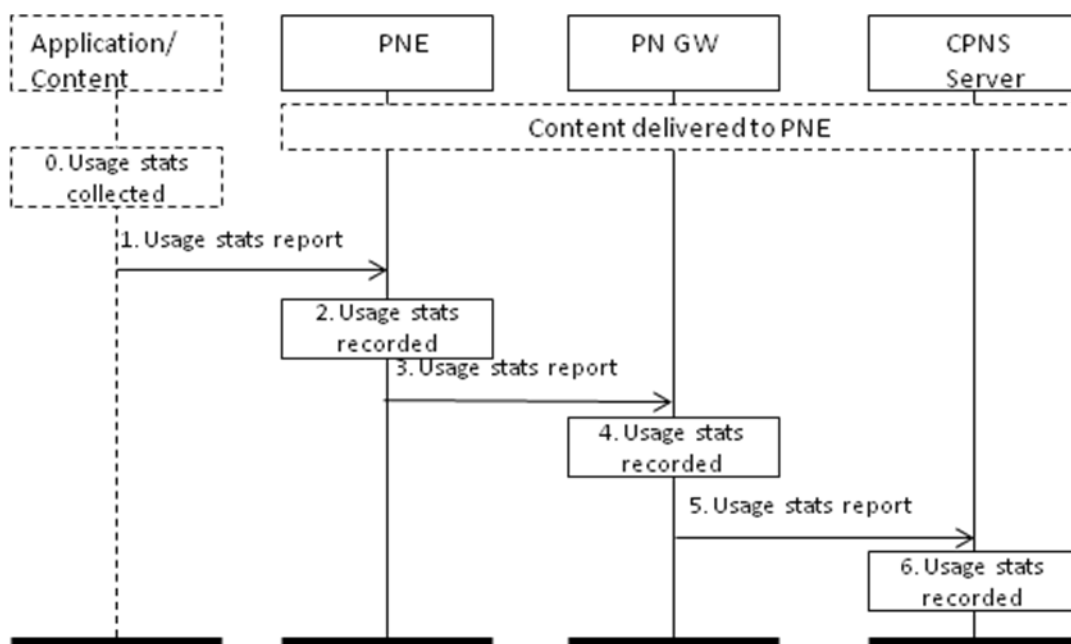 Application/
Content
PNE
PN GW
CPNS
Server
Content delivered to PNE
0. Usage stats
collected
1. Usage stats report
2. Usage stats
recorded
3. Usage stats report
4. Usage stats
recorded
5. Usage stats report
6. Usage stats
recorded